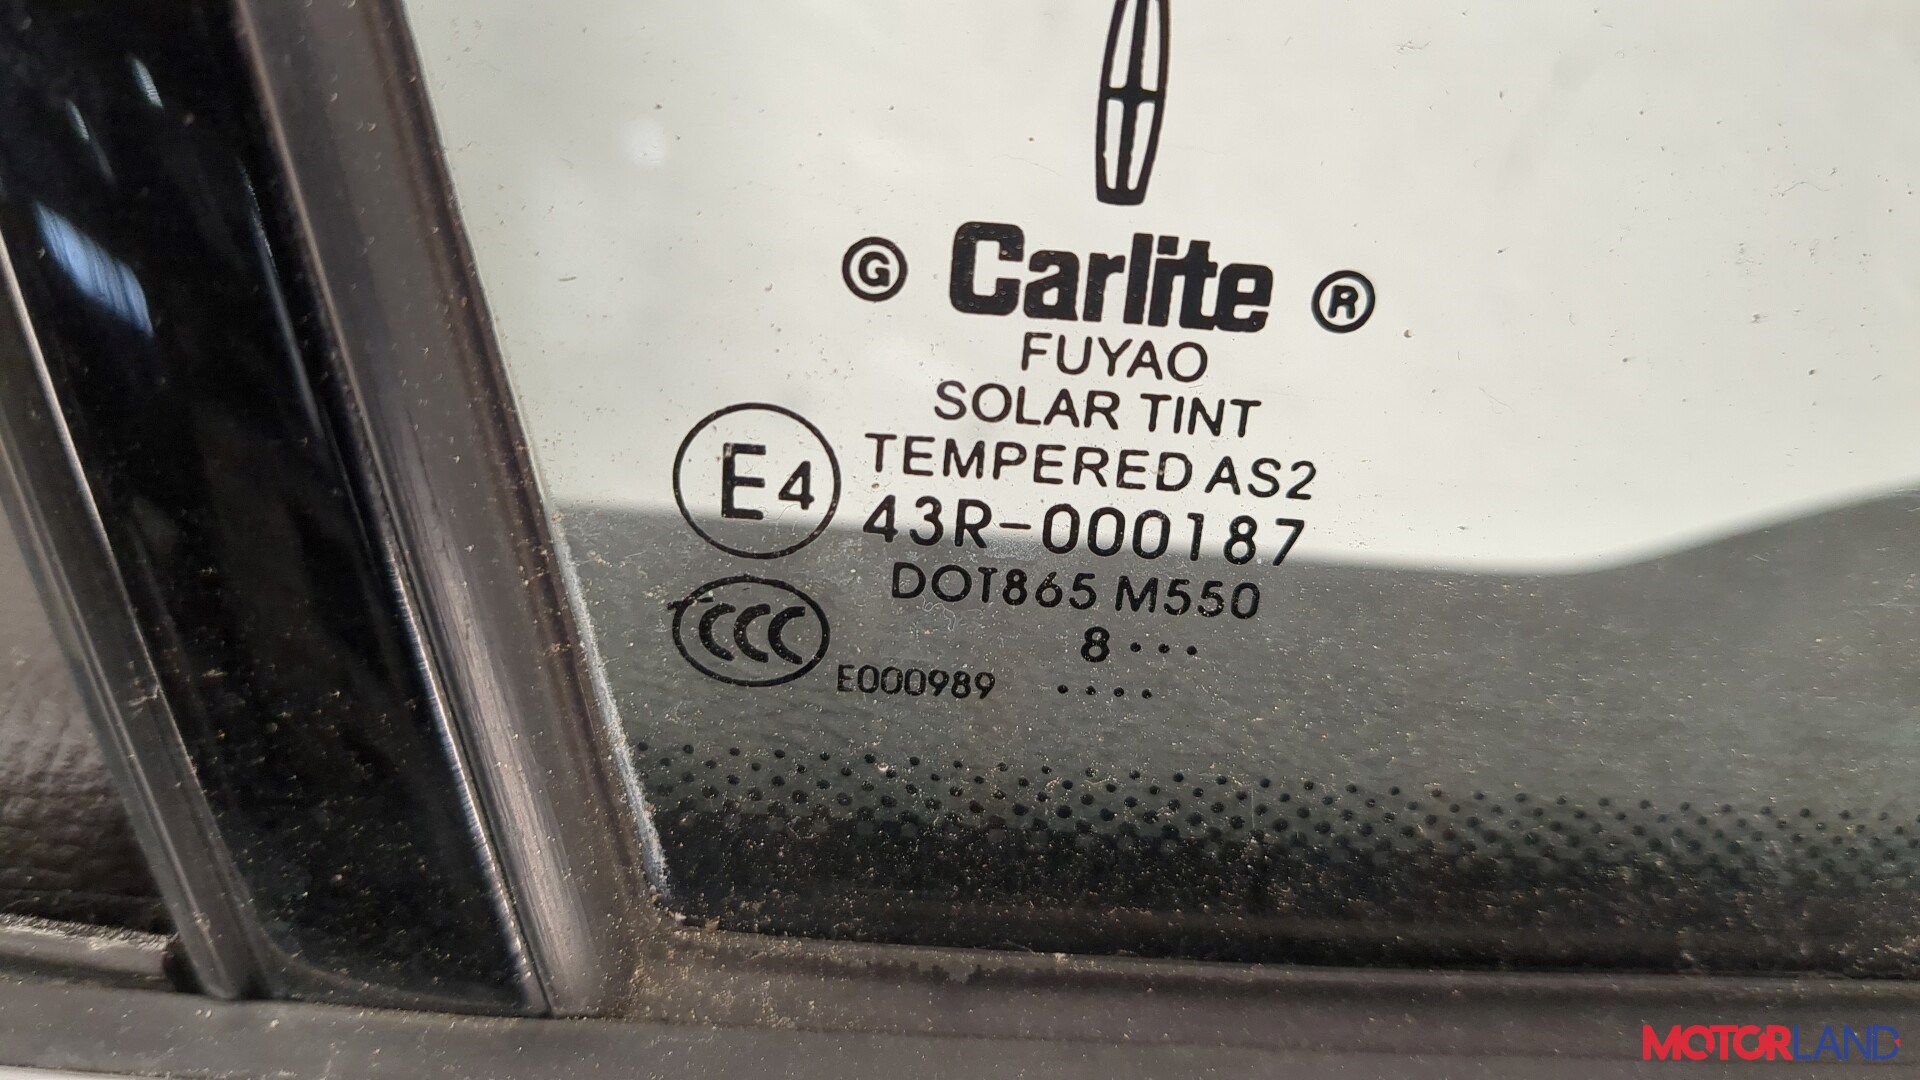 G Carlite R
FUYAO
SOLAR TINT
TEMPERED AS2
E4
43R-000187
DOT865 M550
8...
CCC
E000989 ....
MOTORLAND